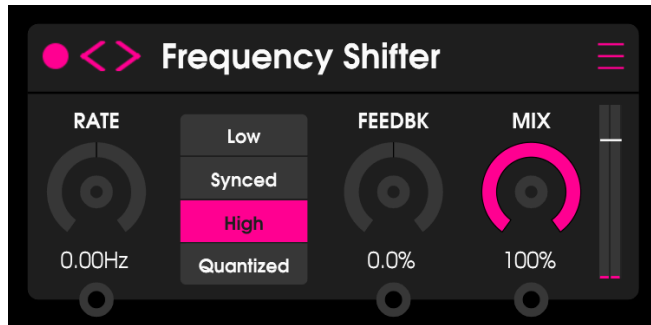 Frequency Shifter
RATE
Low
Synced
High
Quantized
FEEDBK
MIX
0.00Hz
0.0%
100%